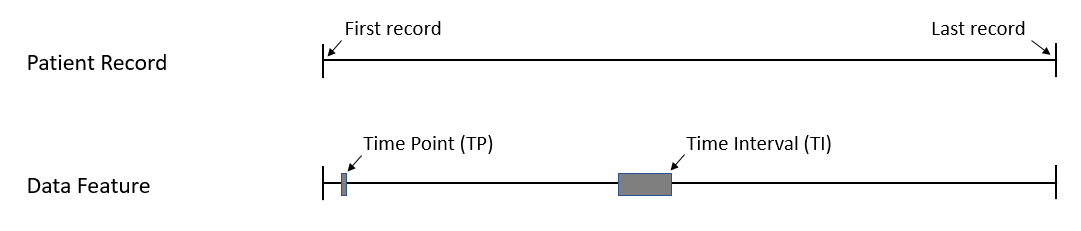 First record
Last record
Patient Record
Time Point (TP)
Time Interval (TI)
Data Feature